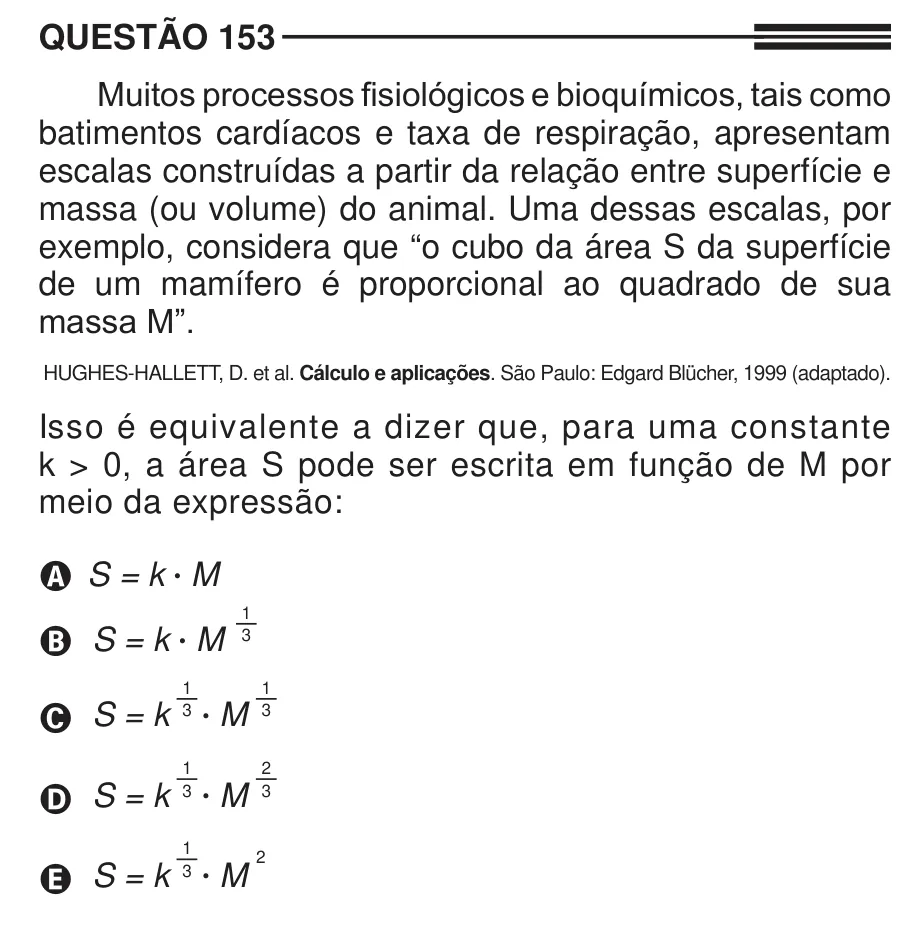 QUESTÃO 153
Muitos processos fisiológicos e bioquímicos, tais como
batimentos cardíacos e taxa de respiração, apresentam
escalas construídas a partir da relação entre superfície e
massa (ou volume) do animal. Uma dessas escalas, por
exemplo, considera que “o cubo da área S da superfície
de um mamífero é proporcional ao quadrado de sua
massa M”.
HUGHES-HALLETT, D. et al. Cálculo e aplicações. São Paulo: Edgard Blücher, 1999 (adaptado).
Isso é equivalente a dizer que, para uma constante
k > 0, a área S pode ser escrita em função de M por
meio da expressão:
A S = k · M
B S = k · M^(1/3)
C S = k^(1/3) · M^(1/3)
D S = k^(1/3) · M^(2/3)
E S = k^(1/3) · M^2